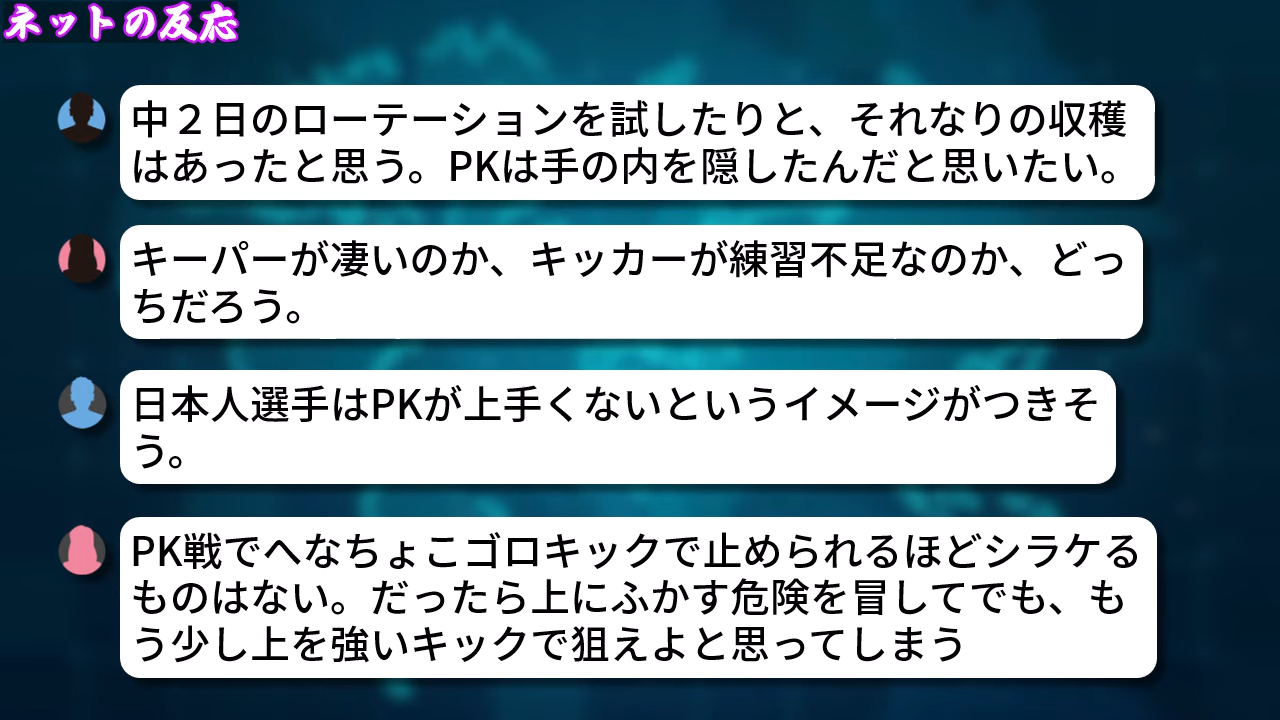 ネットの反応
中２日のローテーションを試したりと、それなりの収穫
はあったと思う。PKは手の内を隠したんだと思いたい。
キーパーが凄いのか、キッカーが練習不足なのか、どっ
ちだろう。
日本人選手はPKが上手くないというイメージがつきそ
う。
PK戦でへなちょこゴロキックで止められるほどシラケる
ものはない。だったら上にふかす危険を冒してでも、も
う少し上を強いキックで狙えよと思ってしまう